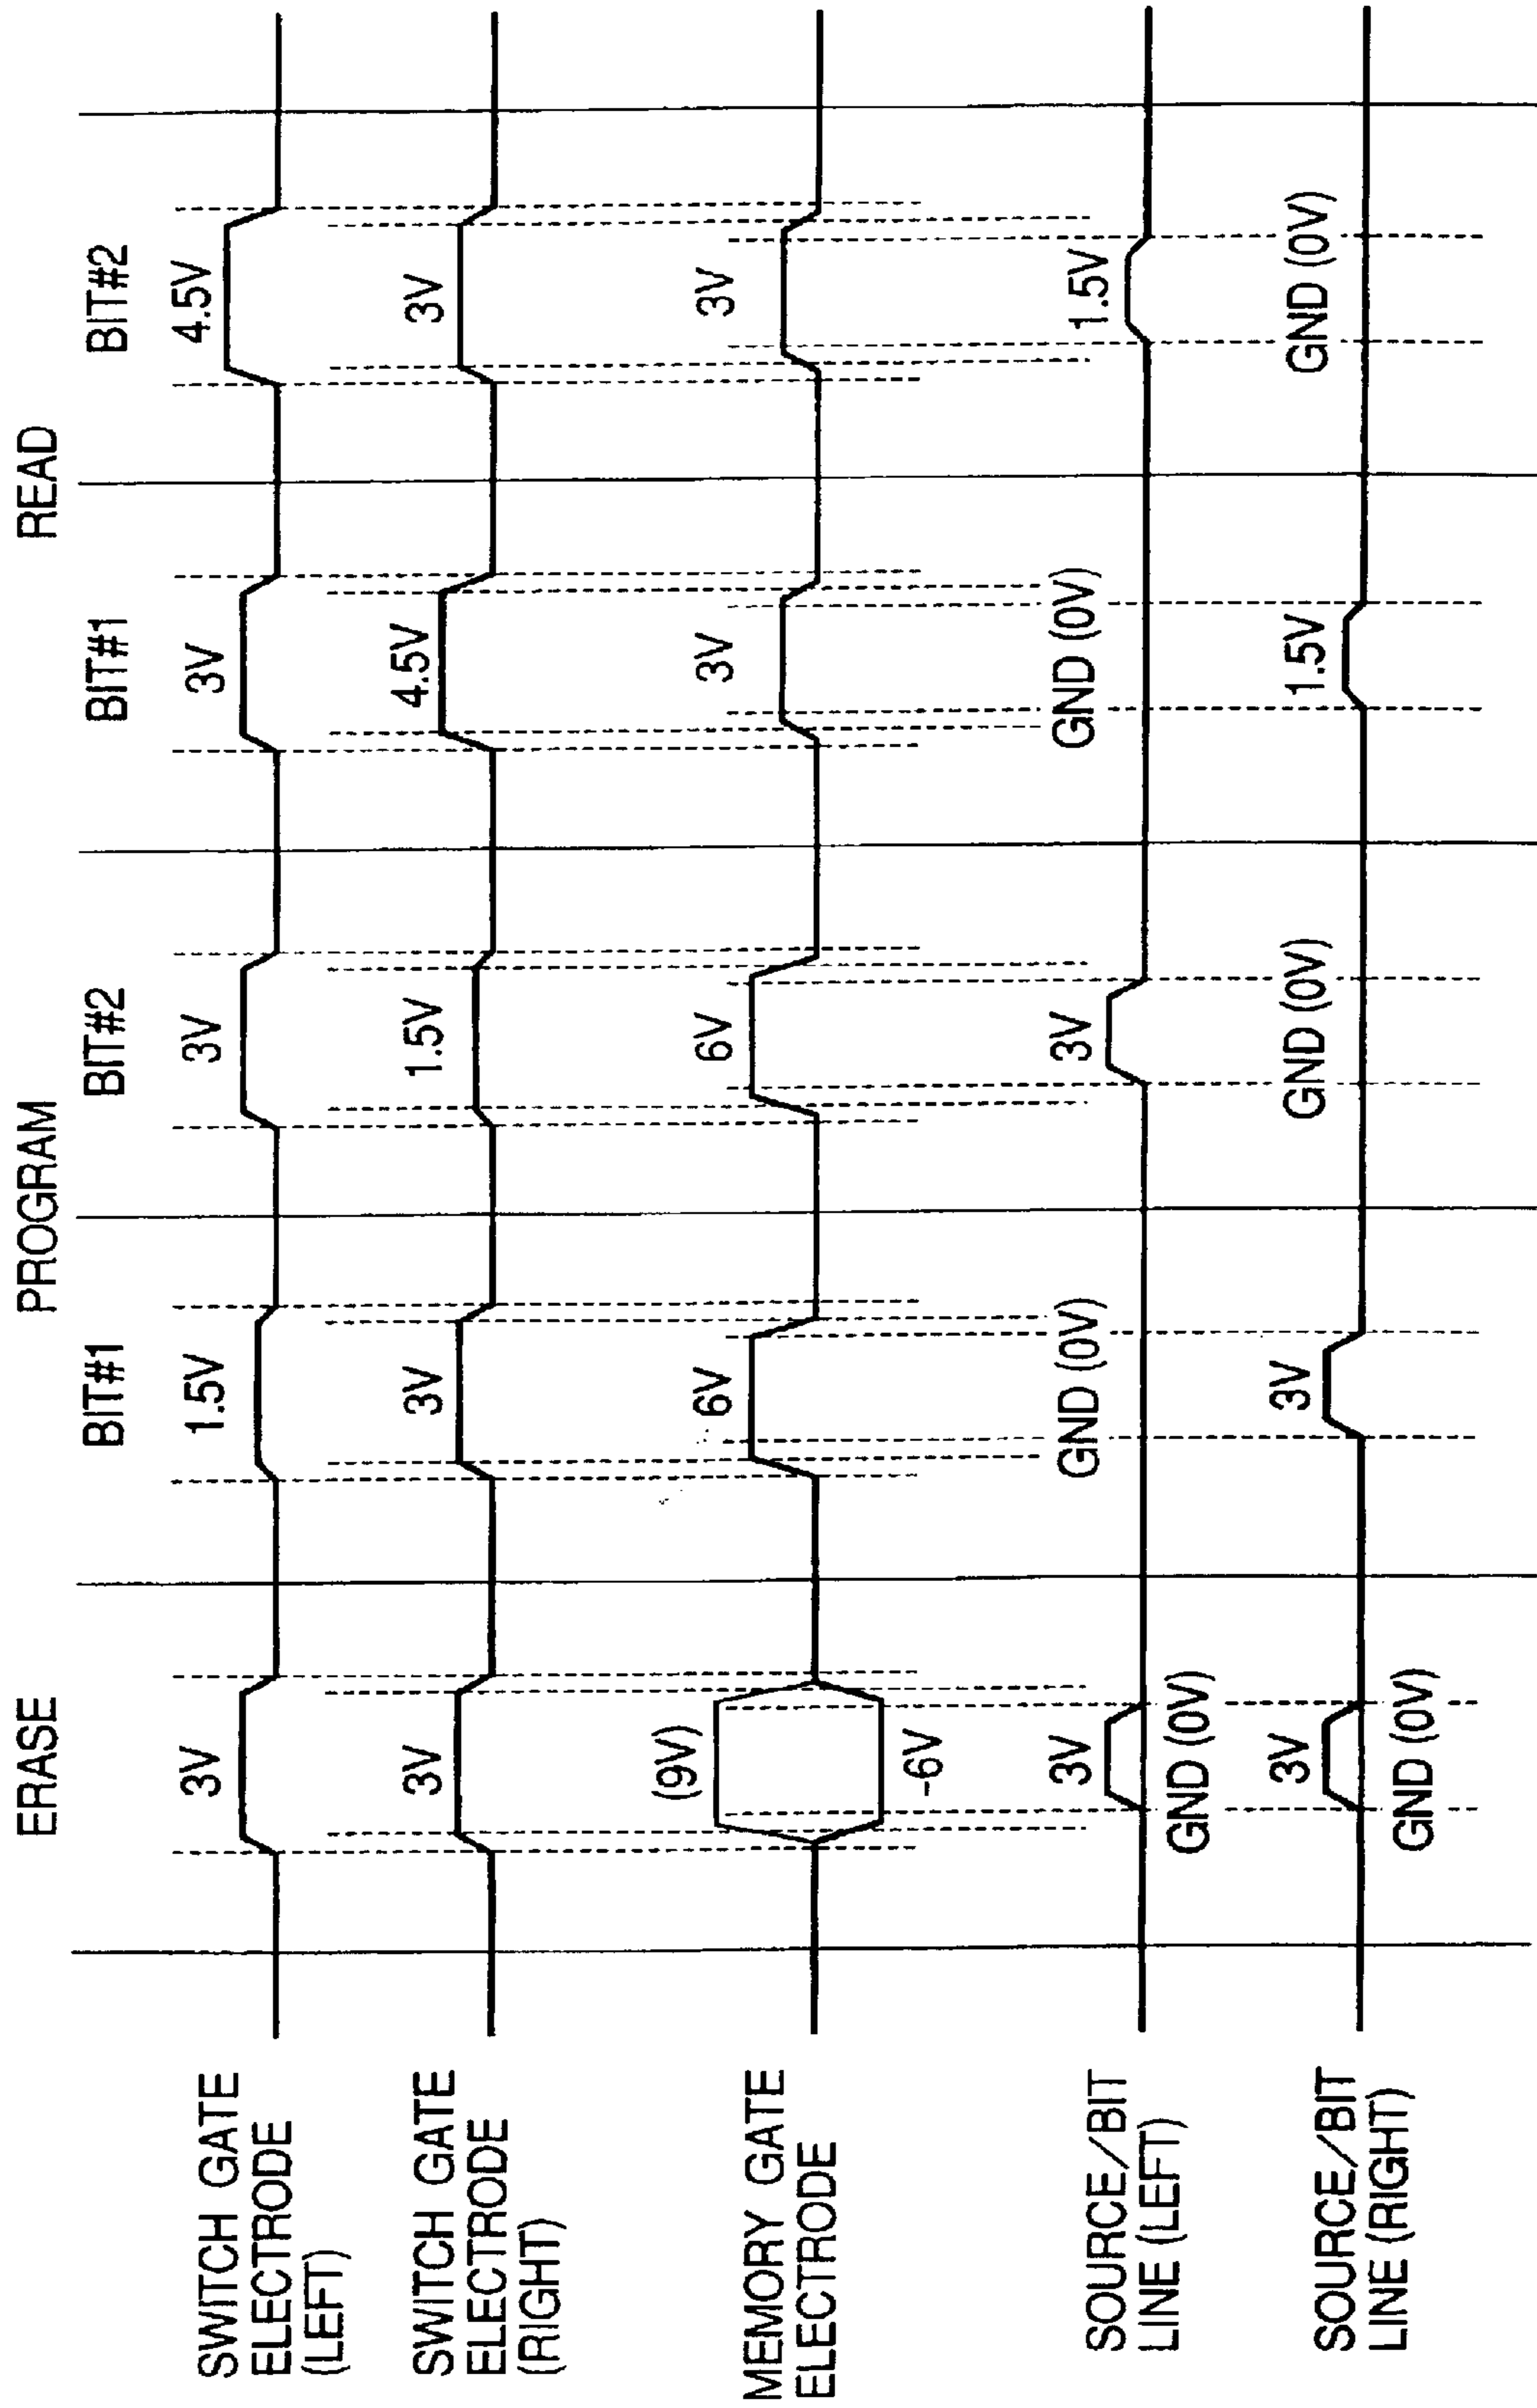 ERASE
PROGRAM
READ
BIT#1
BIT#2
BIT#1
BIT#2
SWITCH GATE
ELECTRODE
(LEFT)
3V
1.5V
3V
3V
4.5V
SWITCH GATE
ELECTRODE
(RIGHT)
3V
3V
1.5V
4.5V
3V
MEMORY GATE
ELECTRODE
(9V)
-6V
6V
6V
3V
3V
SOURCE/BIT
LINE (LEFT)
3V
GND (0V)
GND (0V)
3V
GND (0V)
1.5V
SOURCE/BIT
LINE (RIGHT)
3V
GND (0V)
3V
GND (0V)
1.5V
GND (0V)